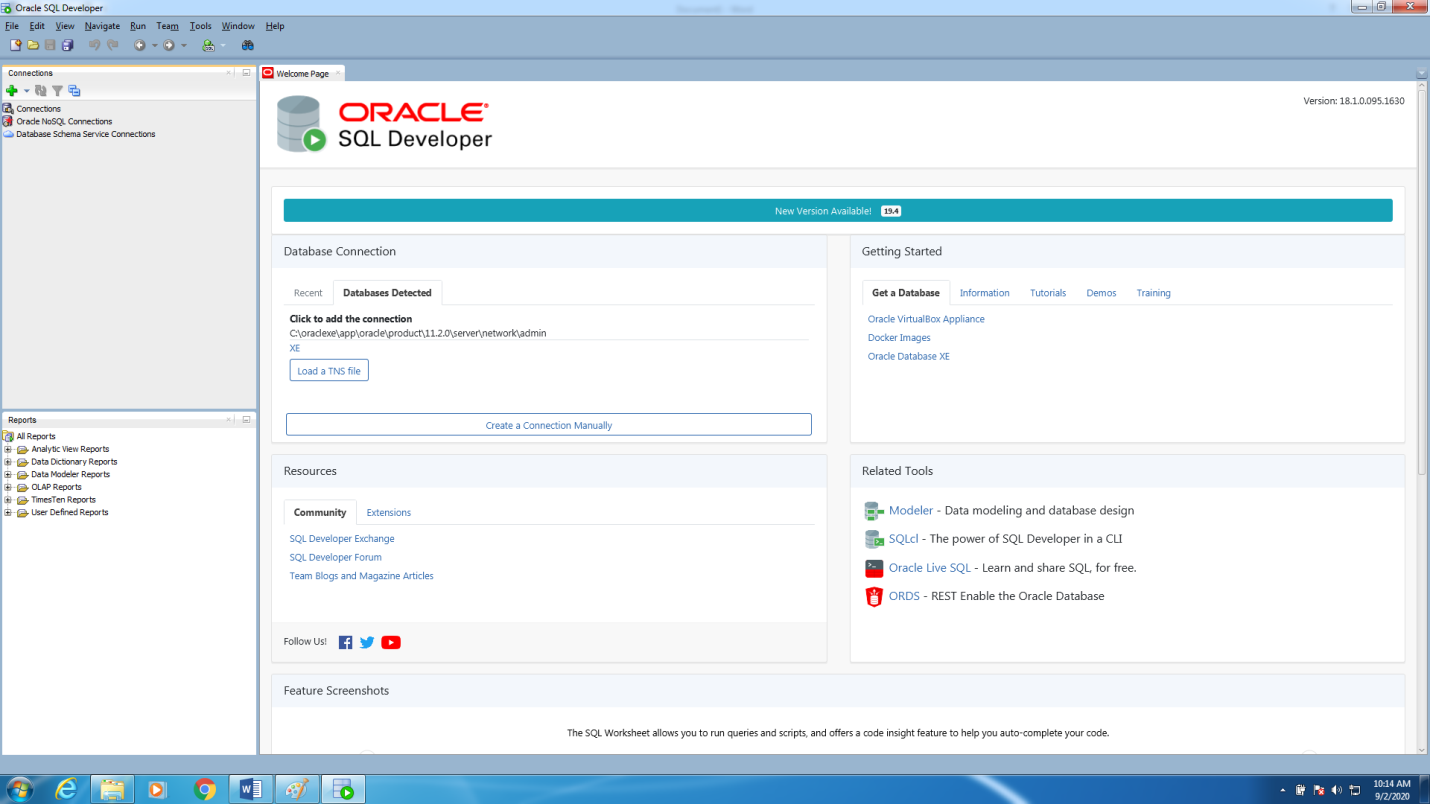 Oracle SQL Developer
File Edit View Navigate Run Team Tools Window Help
Connections
Connections
Oracle NoSQL Connections
Database Schema Service Connections
Reports
All Reports
Analytic View Reports
Data Dictionary Reports
Data Modeler Reports
OLAP Reports
TimesTen Reports
User Defined Reports
Welcome Page
ORACLE
SQL Developer
Version: 18.1.0.095.1630
New Version Available! 19.4
Database Connection
Recent Databases Detected
Click to add the connection
C:\oraclexe\app\oracle\product\11.2.0\server\network\admin
XE
Load a TNS file
Create a Connection Manually
Getting Started
Get a Database Information Tutorials Demos Training
Oracle VirtualBox Appliance
Docker Images
Oracle Database XE
Resources
Community Extensions
SQL Developer Exchange
SQL Developer Forum
Team Blogs and Magazine Articles
Follow Us!
Related Tools
Modeler - Data modeling and database design
SQLcl - The power of SQL Developer in a CLI
Oracle Live SQL - Learn and share SQL, for free.
ORDS - REST Enable the Oracle Database
Feature Screenshots
The SQL Worksheet allows you to run queries and scripts, and offers a code insight feature to help you auto-complete your code.
10:14 AM
9/2/2020